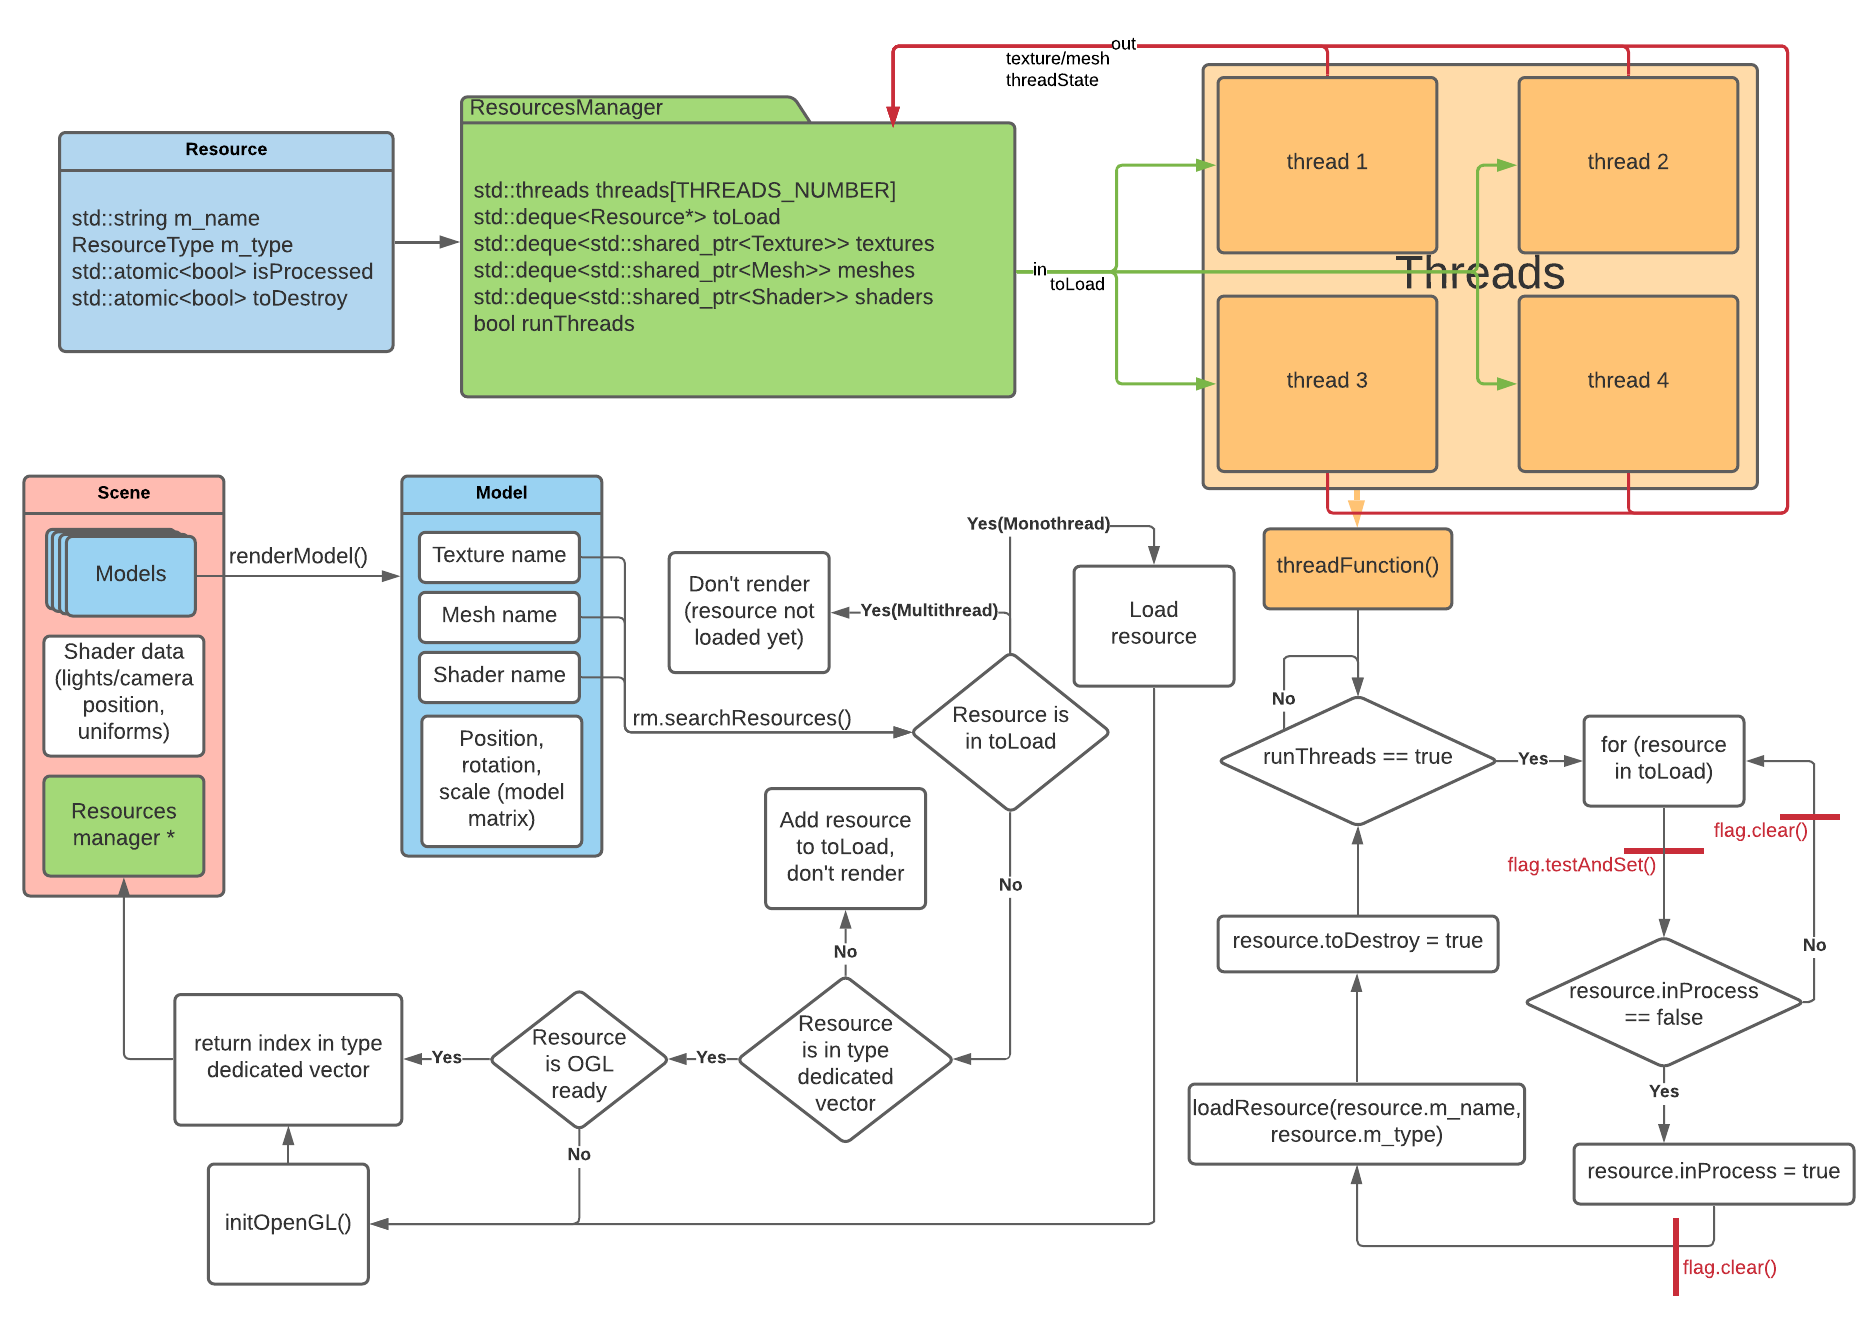 out
texture/mesh
threadState
ResourcesManager
Resource
std::string m_name
ResourceType m_type
std::atomic<bool> isProcessed
std::atomic<bool> toDestroy
std::threads threads[THREADS_NUMBER]
std::deque<Resource*> toLoad
std::deque<std::shared_ptr<Texture>> textures
std::deque<std::shared_ptr<Mesh>> meshes
std::deque<std::shared_ptr<Shader>> shaders
bool runThreads
in
toLoad
thread 1
thread 2
Threads
thread 3
thread 4
Scene
Models
Shader data
(lights/camera
position,
uniforms)
Resources
manager *
renderModel()
Model
Texture name
Mesh name
Shader name
Position,
rotation,
scale (model
matrix)
rm.searchResources()
Yes(Monothread)
Don't render
(resource not
loaded yet)
Yes(Multithread)
Load
resource
Resource is
in toLoad
Add resource
to toLoad,
don't render
No
No
Resource
is in type
dedicated
vector
Yes
Resource
is OGL
ready
Yes
return index in type
dedicated vector
No
initOpenGL()
threadFunction()
No
runThreads == true
Yes
for (resource
in toLoad)
flag.clear()
flag.testAndSet()
No
resource.toDestroy = true
resource.inProcess
== false
Yes
loadResource(resource.m_name,
resource.m_type)
resource.inProcess = true
flag.clear()